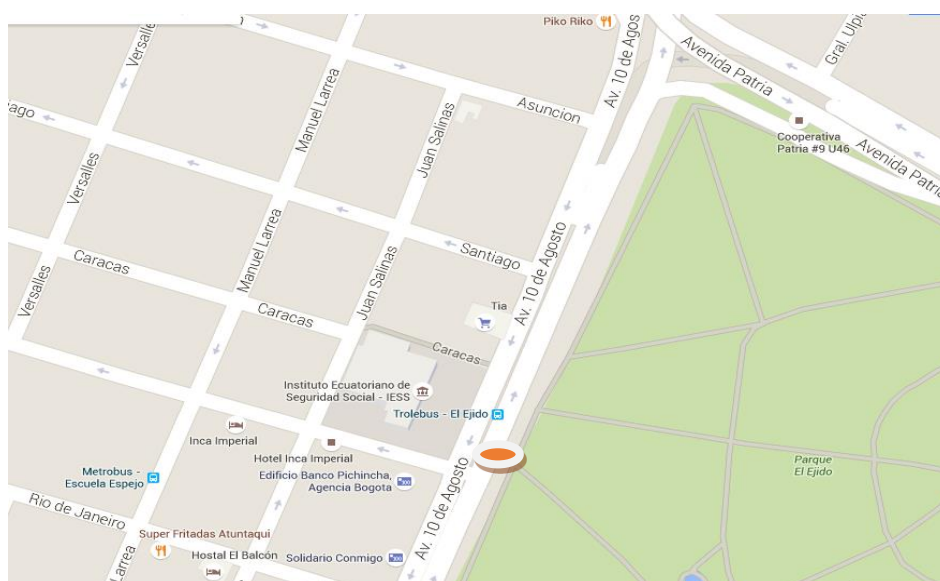 Piko Riko
Gral. Ulpia
Versalles
Manuel Larrea
Av. 10 de Agos
Avenida Patria
Asuncion
Juan Salinas
ago
Cooperativa
Patria #9 U46
Avenida Patria
Versalles
Manuel Larrea
Santiago
Av. 10 de Agosto
Caracas
Juan Salinas
Versalles
Caracas
Tia
Caracas
Instituto Ecuatoriano de
Seguridad Social - IESS
Trolebus - El Ejido
Inca Imperial
Hotel Inca Imperial
Parque
El Ejido
Metrobus -
Escuela Espejo
Edificio Banco Pichincha,
Agencia Bogota
Av. 10 de Agosto
Rio de Janeiro
Super Fritadas Atuntaqui
Hostal El Balcón
Solidario Conmigo
Larrea